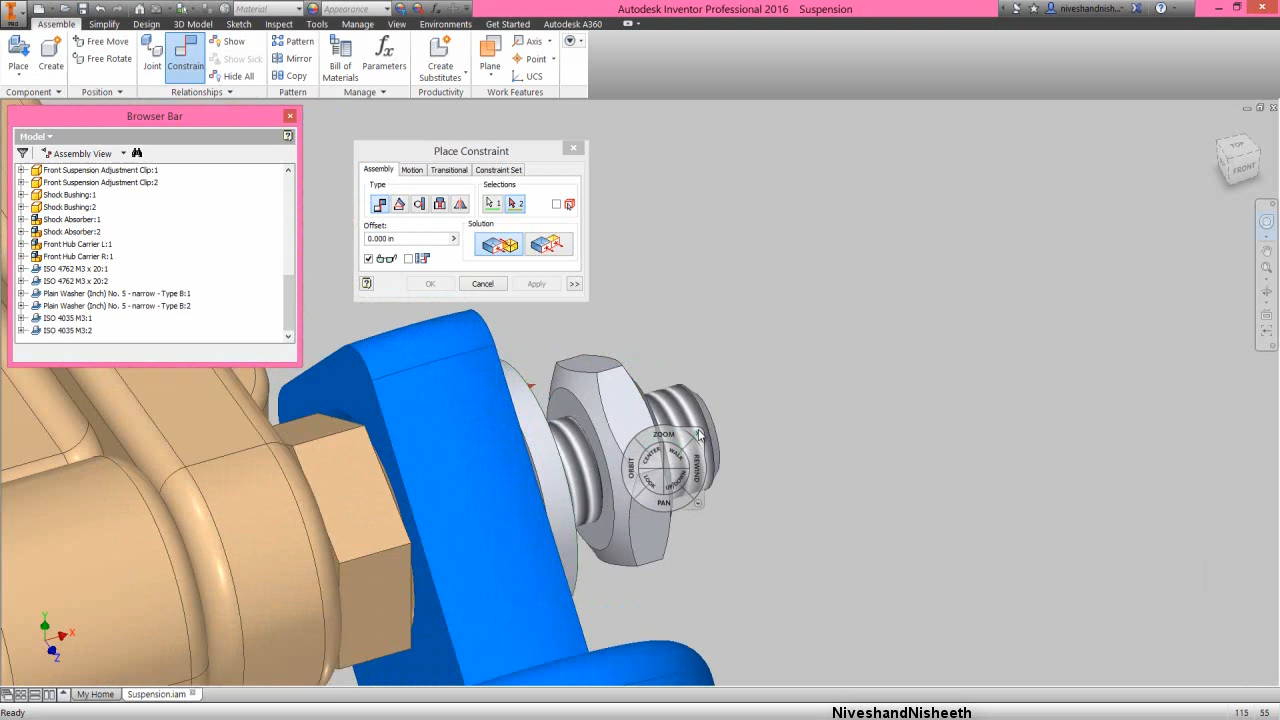 Material
Appearance
Autodesk Inventor Professional 2016 Suspension
niveshandnish...
PRO
Assemble Simplify Design 3D Model Sketch Inspect Tools Manage View Environments Get Started Autodesk A360
Place
Create
Free Move
Free Rotate
Joint
Constrain
Show
Show Sick
Hide All
Pattern
Mirror
Copy
Bill of Materials
Parameters
Create Substitutes
Plane
Axis
Point
UCS
Component
Position
Relationships
Pattern
Manage
Productivity
Work Features
Browser Bar
Model
Assembly View
Front Suspension Adjustment Clip:1
Front Suspension Adjustment Clip:2
Shock Bushing:1
Shock Bushing:2
Shock Absorber:1
Shock Absorber:2
Front Hub Carrier L:1
Front Hub Carrier R:1
ISO 4762 M3 x 20:1
ISO 4762 M3 x 20:2
Plain Washer (Inch) No. 5 - narrow - Type B:1
Plain Washer (Inch) No. 5 - narrow - Type B:2
ISO 4035 M3:1
ISO 4035 M3:2
Place Constraint
Assembly Motion Transitional Constraint Set
Type
Selections
1
2
Offset:
0.000 in
Solution
OK
Cancel
Apply
>>
TOP
FRONT
ZOOM
CENTER
WALK
ORBIT
REWIND
LOOK
UP/DOWN
PAN
Y
X
Z
My Home
Suspension.iam
Ready
NiveshandNisheeth
115 55